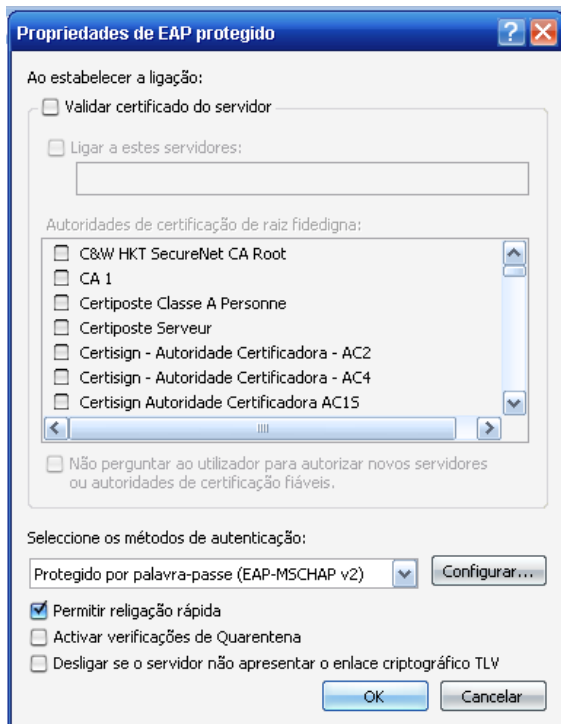 Propriedades de EAP protegido
Ao estabelecer a ligação:
Validar certificado do servidor
Ligar a estes servidores:
Autoridades de certificação de raiz fidedigna:
C&W HKT SecureNet CA Root
CA 1
Certiposte Classe A Personne
Certiposte Serveur
Certisign - Autoridade Certificadora - AC2
Certisign - Autoridade Certificadora - AC4
Certisign Autoridade Certificadora AC1S
Não perguntar ao utilizador para autorizar novos servidores
ou autoridades de certificação fiáveis.
Seleccione os métodos de autenticação:
Protegido por palavra-passe (EAP-MSCHAP v2) Configurar...
Permitir religação rápida
Activar verificações de Quarentena
Desligar se o servidor não apresentar o enlace criptográfico TLV
OK Cancelar